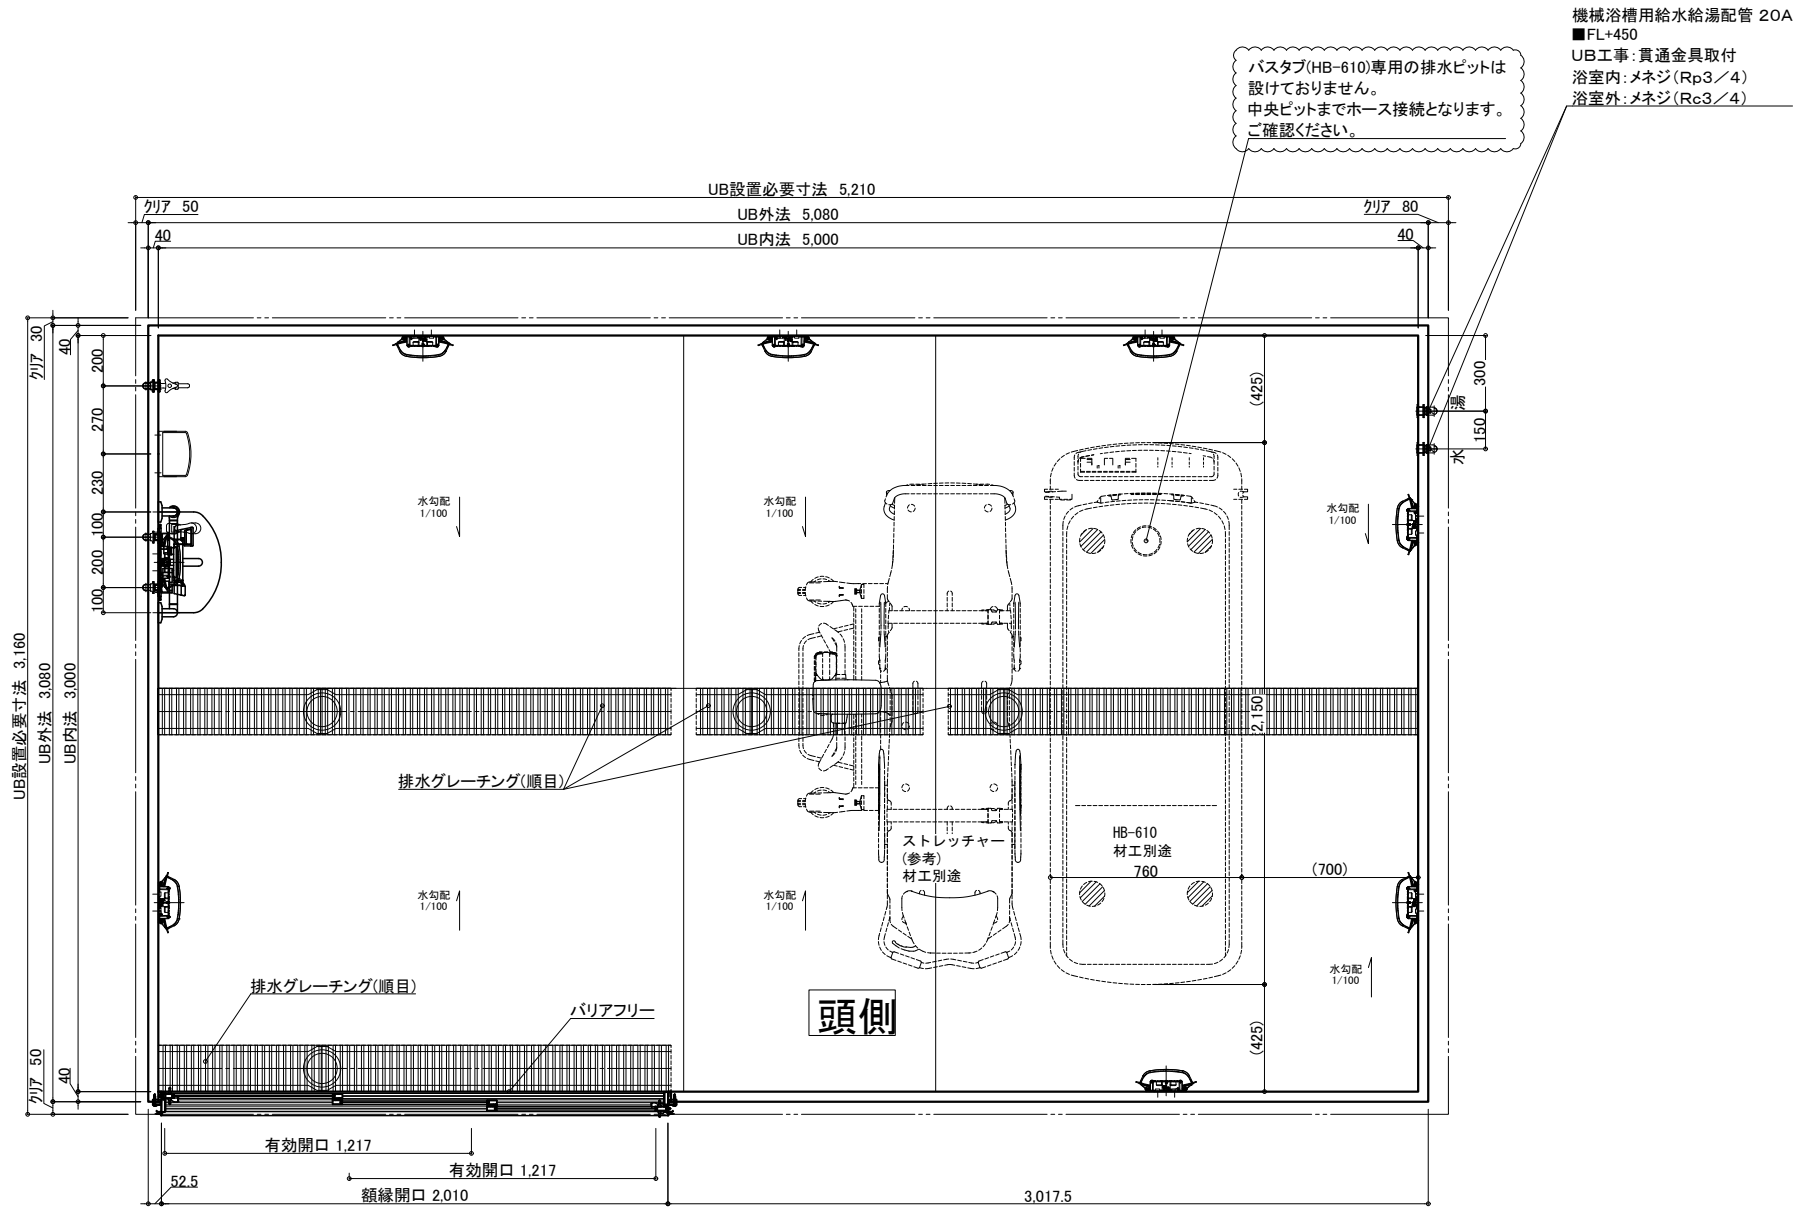 機械浴槽用給水給湯配管 20A
■FL+450
UB工事:貫通金具取付
浴室内:メネジ(Rp3／4)
浴室外:メネジ(Rc3／4)
バスタブ(HB-610)専用の排水ピットは
設けておりません。
中央ピットまでホース接続となります。
ご確認ください。
UB設置必要寸法 5,210
クリア 50
UB外法 5,080
クリア 80
40
UB内法 5,000
40
クリア 30
40
200
270
230
100
200
100
UB設置必要寸法 3,160
UB外法 3,080
UB内法 3,000
クリア 50
40
(425)
300
湯
150
水
水勾配
1/100
水勾配
1/100
水勾配
1/100
2,150
排水グレーチング(順目)
ストレッチャー
(参考)
材工別途
HB-610
材工別途
760
(700)
水勾配
1/100
水勾配
1/100
水勾配
1/100
排水グレーチング(順目)
バリアフリー
頭側
(425)
有効開口 1,217
有効開口 1,217
52.5
額縁開口 2,010
3,017.5